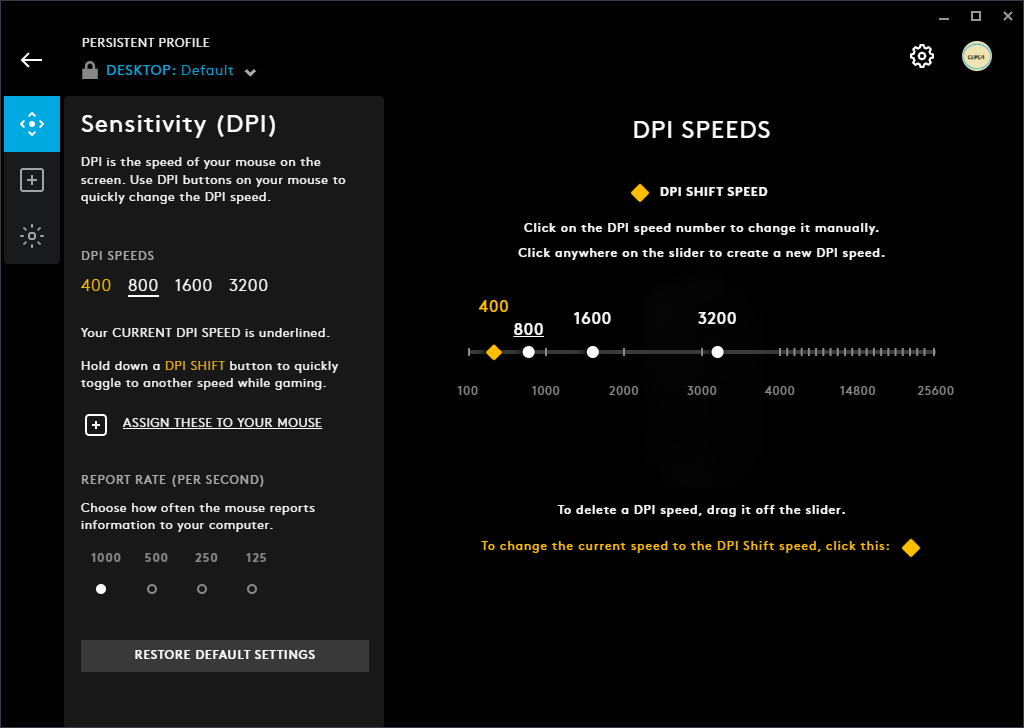 PERSISTENT PROFILE
DESKTOP: Default
Sensitivity (DPI)
DPI is the speed of your mouse on the
screen. Use DPI buttons on your mouse to
quickly change the DPI speed.
DPI SPEEDS
400 800 1600 3200
Your CURRENT DPI SPEED is underlined.
Hold down a DPI SHIFT button to quickly
toggle to another speed while gaming.
ASSIGN THESE TO YOUR MOUSE
REPORT RATE (PER SECOND)
Choose how often the mouse reports
information to your computer.
1000 500 250 125
RESTORE DEFAULT SETTINGS
DPI SPEEDS
DPI SHIFT SPEED
Click on the DPI speed number to change it manually.
Click anywhere on the slider to create a new DPI speed.
400 800 1600 3200
100 1000 2000 3000 4000 14800 25600
To delete a DPI speed, drag it off the slider.
To change the current speed to the DPI Shift speed, click this: